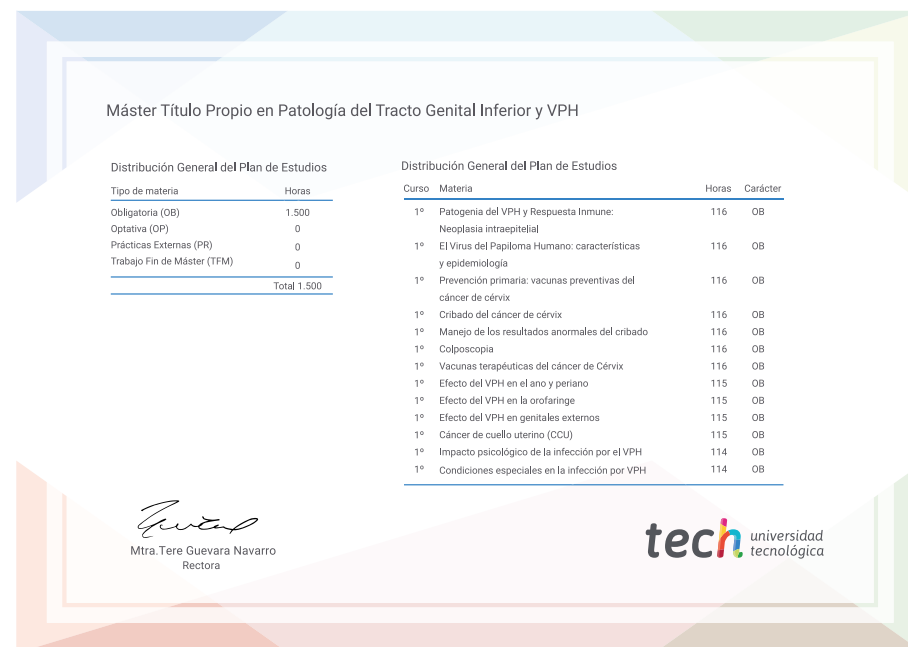 Máster Título Propio en Patología del Tracto Genital Inferior y VPH
Distribución General del Plan de Estudios
Tipo de materia Horas
Obligatoria (OB) 1.500
Optativa (OP) 0
Prácticas Externas (PR) 0
Trabajo Fin de Máster (TFM) 0
Total 1.500
Distribución General del Plan de Estudios
Curso Materia Horas Carácter
1º Patogenia del VPH y Respuesta Inmune: 116 OB
Neoplasia intraepitelial
1º El Virus del Papiloma Humano: características 116 OB
y epidemiología
1º Prevención primaria: vacunas preventivas del 116 OB
cáncer de cérvix
1º Cribado del cáncer de cérvix 116 OB
1º Manejo de los resultados anormales del cribado 116 OB
1º Colposcopia 116 OB
1º Vacunas terapéuticas del cáncer de Cérvix 116 OB
1º Efecto del VPH en el ano y periano 115 OB
1º Efecto del VPH en la orofaringe 115 OB
1º Efecto del VPH en genitales externos 115 OB
1º Cáncer de cuello uterino (CCU) 115 OB
1º Impacto psicológico de la infección por el VPH 114 OB
1º Condiciones especiales en la infección por VPH 114 OB
Mtra.Tere Guevara Navarro
Rectora
tech universidad
tecnológica